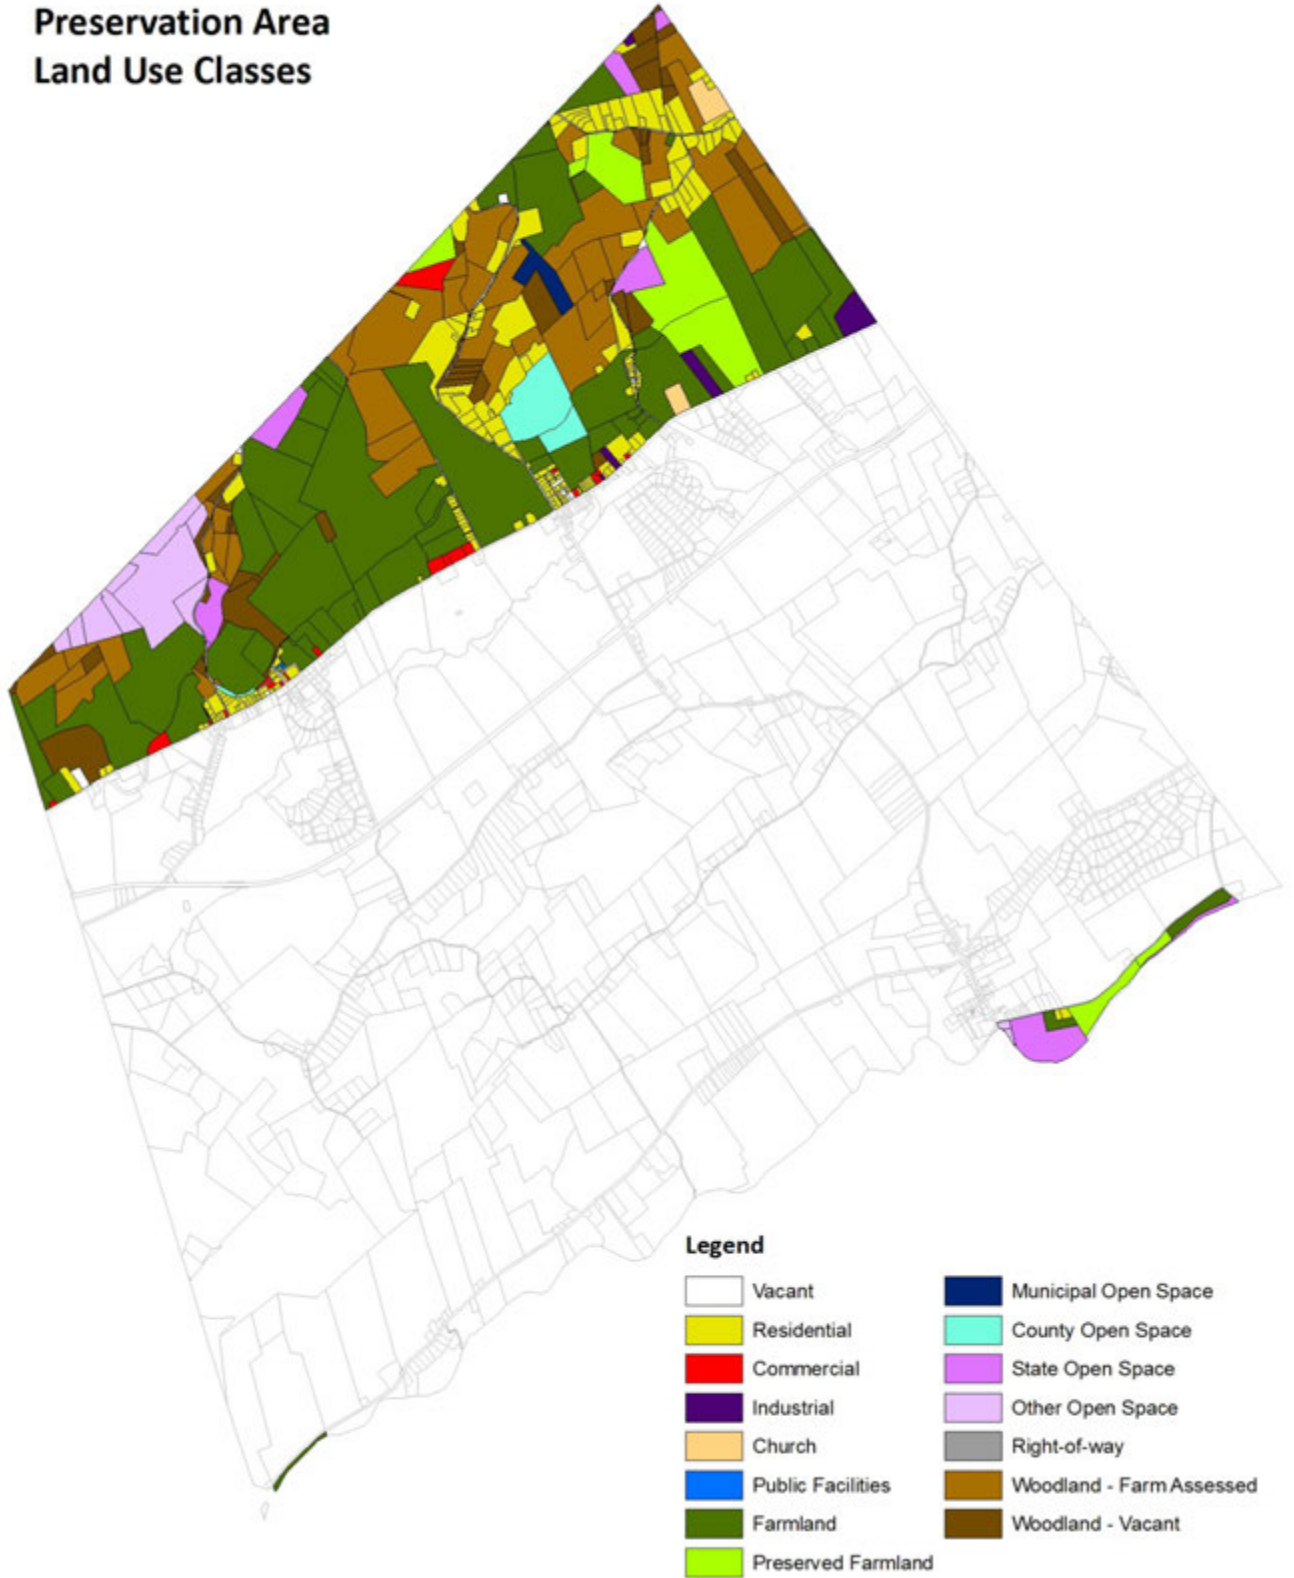 Preservation Area
Land Use Classes
Legend
Vacant
Residential
Commercial
Industrial
Church
Public Facilities
Farmland
Preserved Farmland
Municipal Open Space
County Open Space
State Open Space
Other Open Space
Right-of-way
Woodland - Farm Assessed
Woodland - Vacant